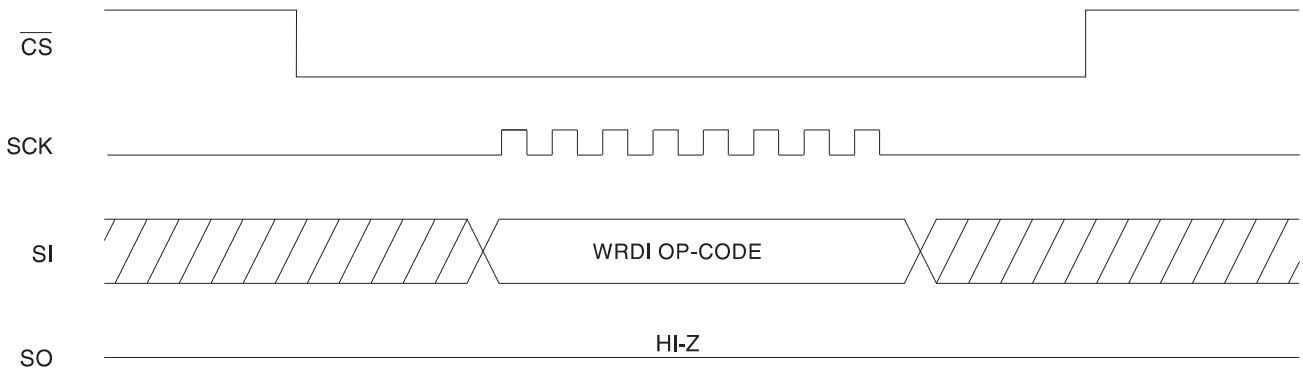 CS
SCK
SI
WRDI OP-CODE
HI-Z
SO